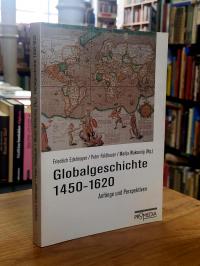 Friedrich Edelmayer / Peter Feldbauer / Marija Wakounig (Hg.)
Globalgeschichte
1450-1620
Anfänge und Perspektiven
PROMEDIA